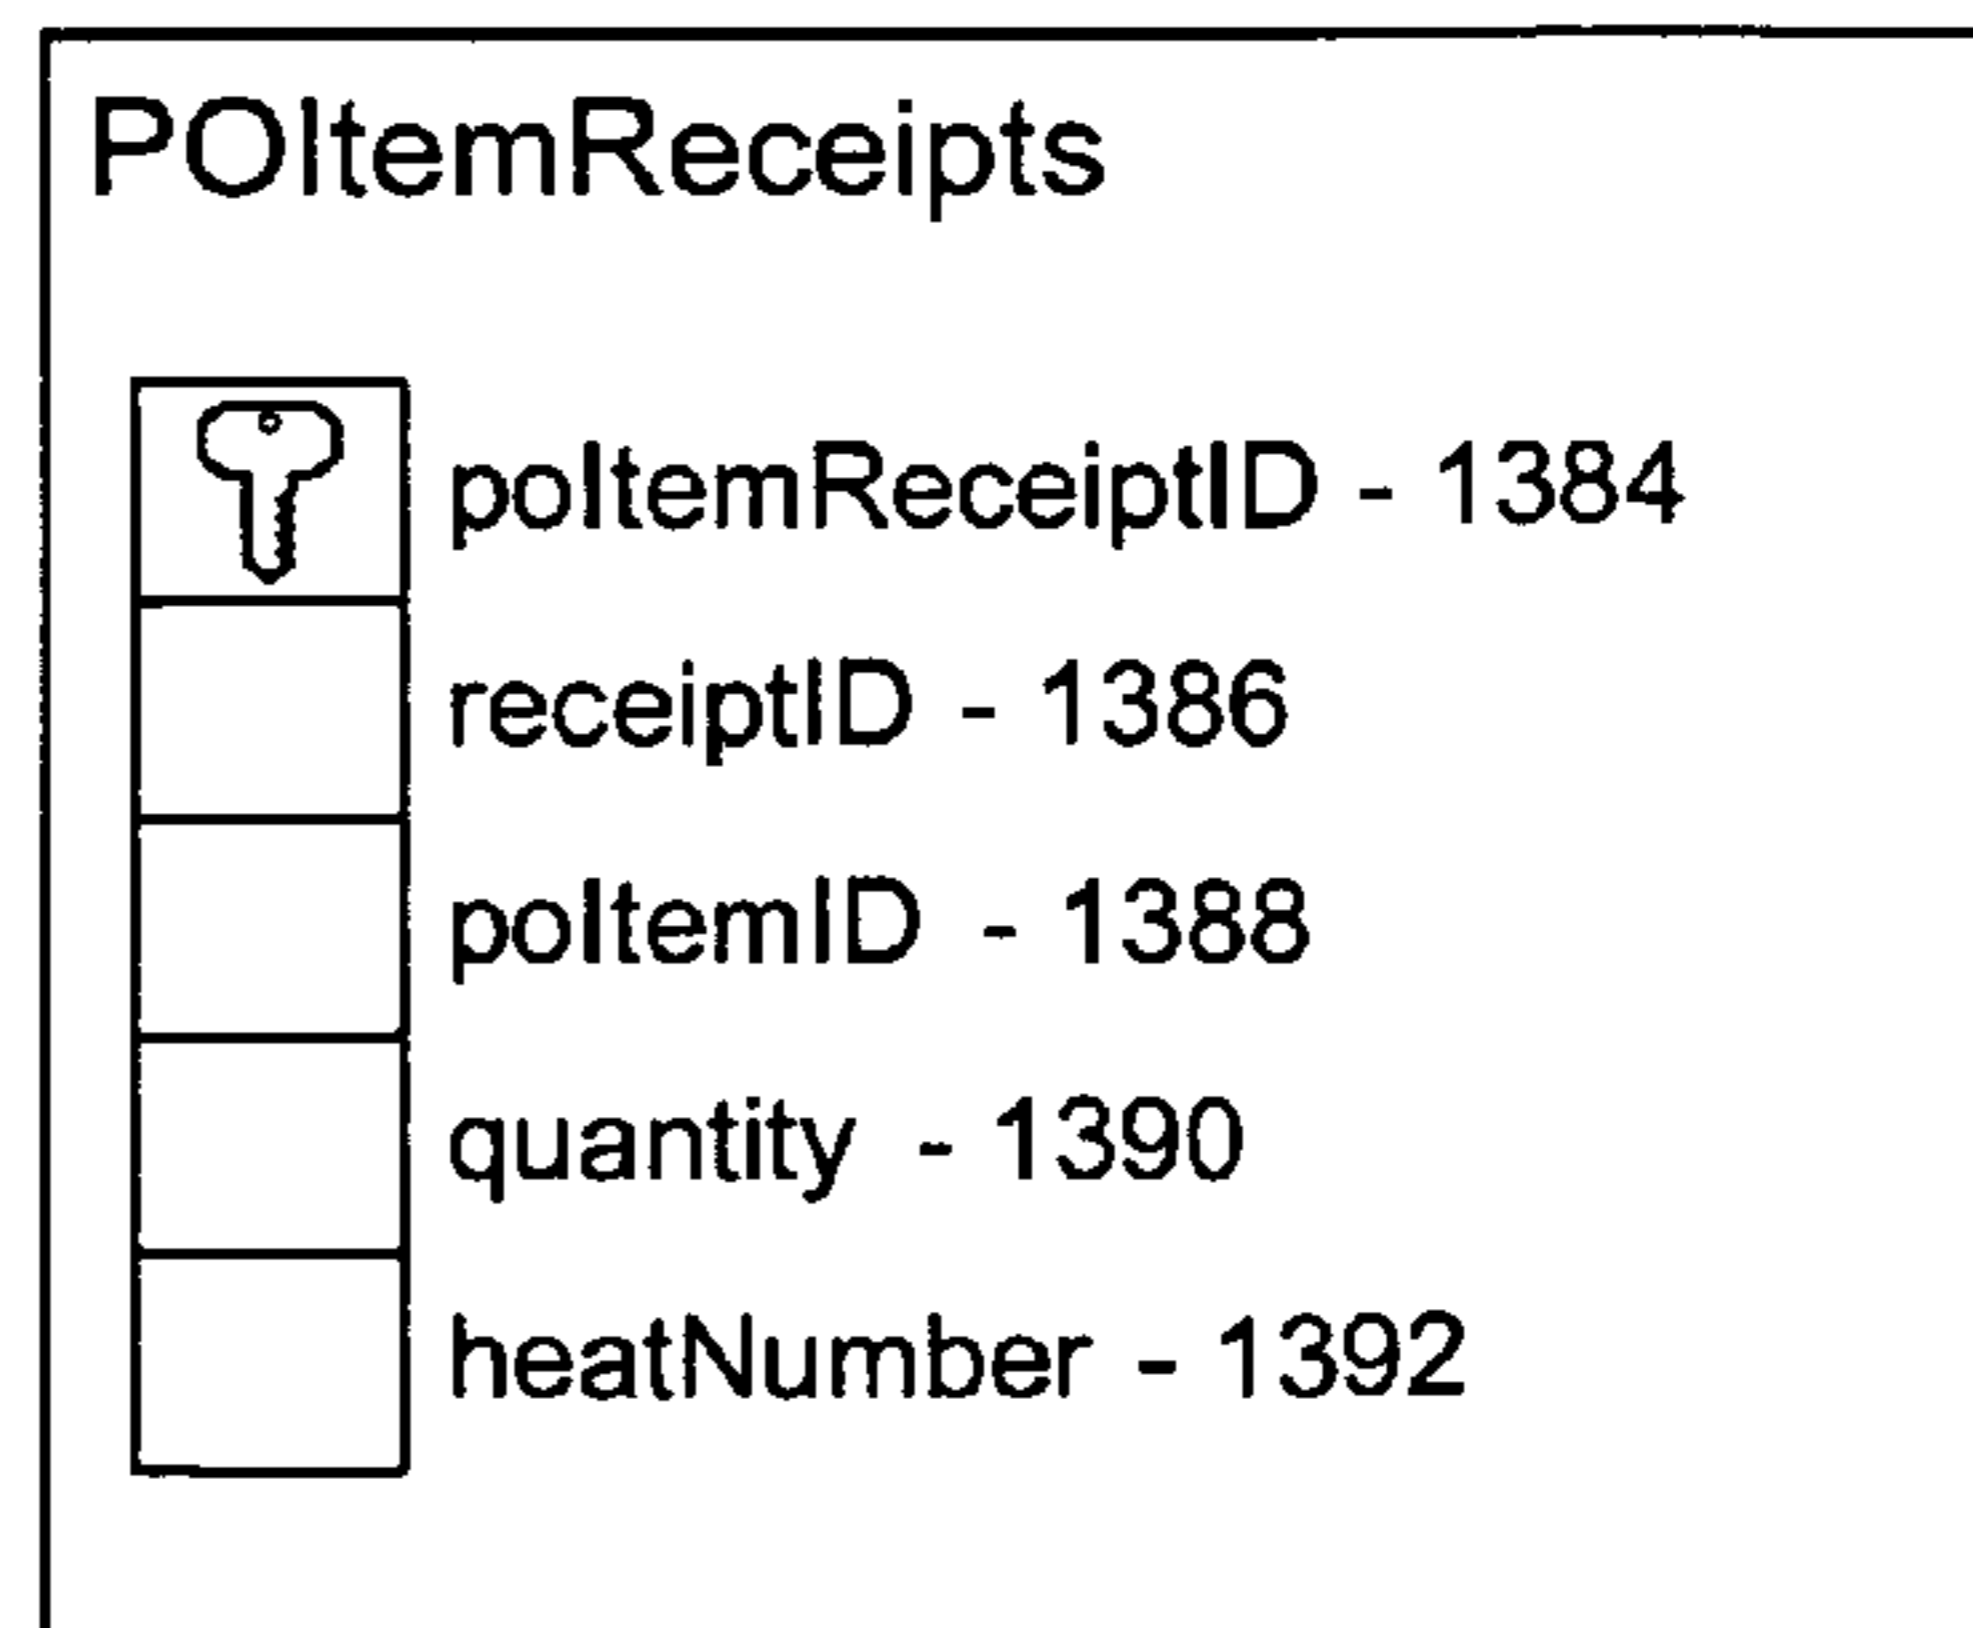 POItemReceipts
poItemReceiptID - 1384
receiptID - 1386
poItemID - 1388
quantity - 1390
heatNumber - 1392